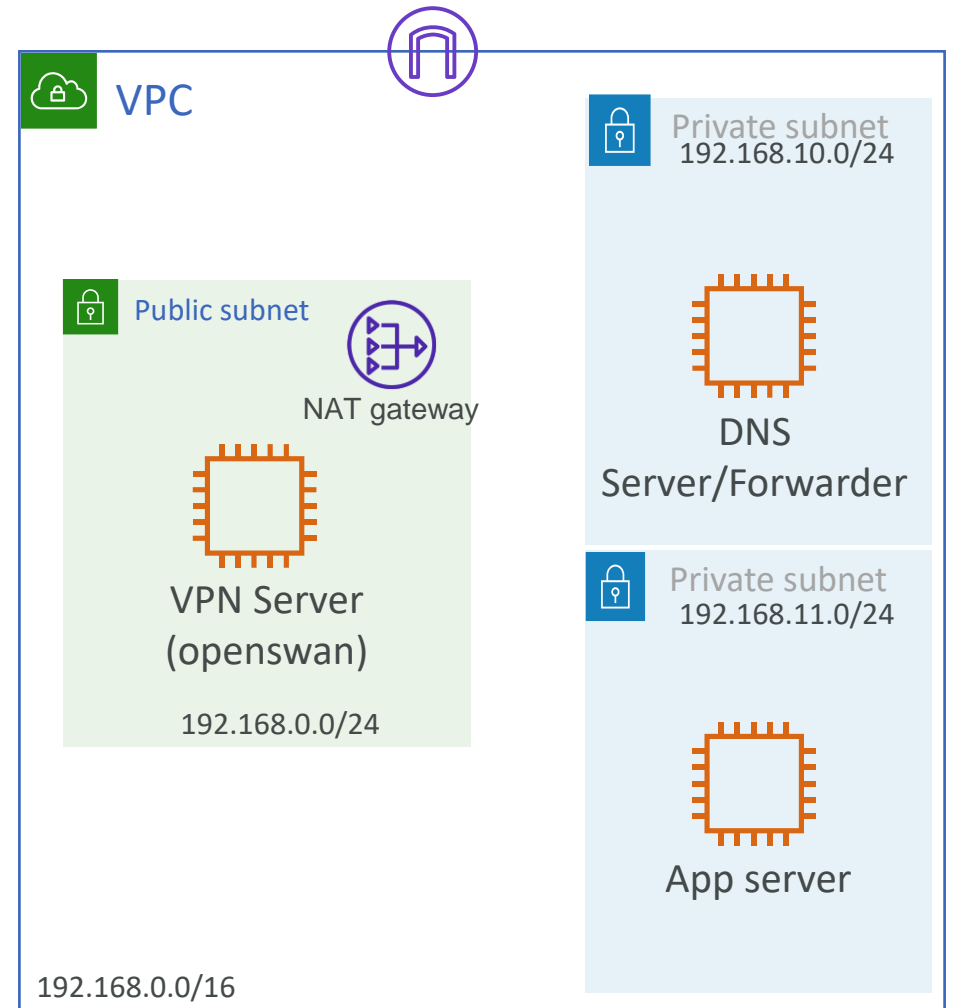 VPC
Private subnet
192.168.10.0/24
Public subnet
NAT gateway
VPN Server
(openswan)
192.168.0.0/24
DNS
Server/Forwarder
Private subnet
192.168.11.0/24
App server
192.168.0.0/16